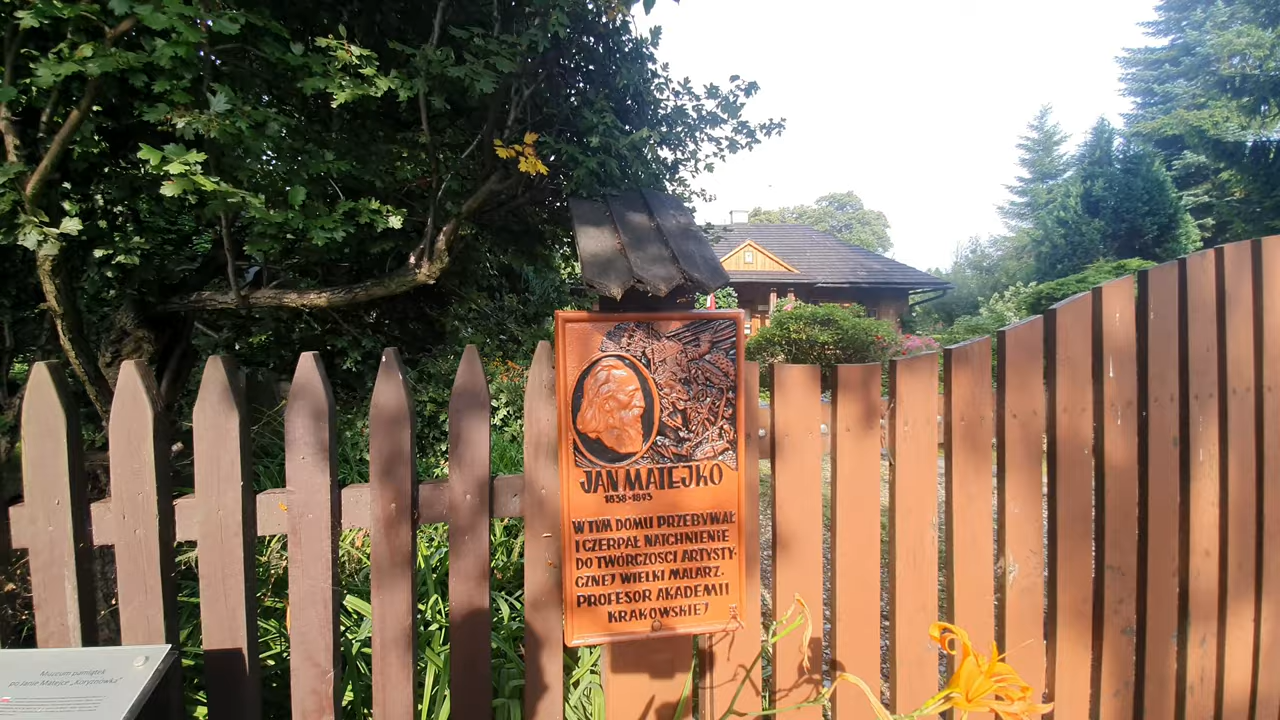 JAN MATEJKO
1838-1893
W TYM DOMU PRZEBYWAŁ
I CZERPAŁ NATCHNIENIE
DO TWÓRCZOŚCI ARTYSTY-
CZNEJ WIELKI MALARZ.
PROFESOR AKADEMII
KRAKOWSKIEJ
Muzeum pamiątek
po Janie Matejce „Koryznówka”